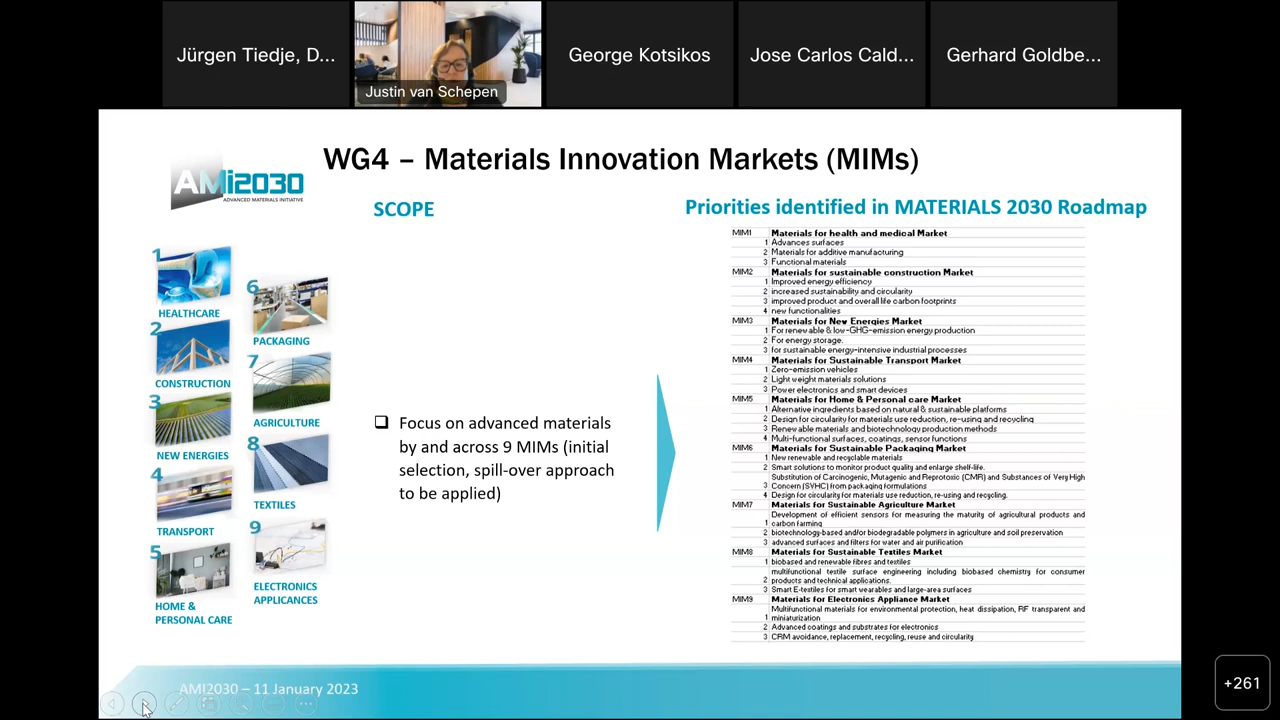 Jürgen Tiedje, D...
Justin van Schepen
George Kotsikos
Jose Carlos Cald...
Gerhard Goldbe...
WG4 – Materials Innovation Markets (MIMs)
AMi2030
ADVANCED MATERIALS INITIATIVE
SCOPE
Priorities identified in MATERIALS 2030 Roadmap
1
HEALTHCARE
2
CONSTRUCTION
3
NEW ENERGIES
4
TRANSPORT
5
HOME &
PERSONAL CARE
6
PACKAGING
7
AGRICULTURE
8
TEXTILES
9
ELECTRONICS
APPLICANCES
❑ Focus on advanced materials
by and across 9 MIMs (initial
selection, spill-over approach
to be applied)
MIM1 Materials for health and medical Market
1 Advances surfaces
2 Materials for additive manufacturing
3 Functional materials
MIM2 Materials for sustainable construction Market
1 Improved energy efficiency
2 increased sustainability and circularity
3 improved product and overall life carbon footprints
4 new functionalities
MIM3 Materials for New Energies Market
1 For renewable & low-GHG-emission energy production
2 For energy storage.
3 for sustainable energy-intensive industrial processes
MIM4 Materials for Sustainable Transport Market
1 Zero-emission vehicles
2 Light weight materials solutions
3 Power electronics and smart devices
MIM5 Materials for Home & Personal care Market
1 Alternative ingredients based on natural & sustainable platforms
2 Design for circularity for materials use reduction, re-using and recycling
3 Renewable materials and biotechnology production methods
4 Multi-functional surfaces, coatings, sensor functions
MIM6 Materials for Sustainable Packaging Market
1 New renewable and recyclable materials
2 Smart solutions to monitor product quality and enlarge shelf-life.
Substitution of Carcinogenic, Mutagenic and Reprotoxic (CMR) and Substances of Very High
3 Concern (SVHC) from packaging formulations
4 Design for circularity for materials use reduction, re-using and recycling.
MIM7 Materials for Sustainable Agriculture Market
Development of efficient sensors for measuring the maturity of agricultural products and
1 carbon farming
2 biotechnology-based and/or biodegradable polymers in agriculture and soil preservation
3 advanced surfaces and filters for water and air purification
MIM8 Materials for Sustainable Textiles Market
1 biobased and renewable fibres and textiles
multifunctional textile surface engineering including biobased chemistry for consumer
2 products and technical applications.
3 Smart E-textiles for smart wearables and large-area surfaces
MIM9 Materials for Electronics Appliance Market
Multifunctional materials for environmental protection, heat dissipation, RF transparent and
1 miniaturization
2 Advanced coatings and substrates for electronics
3 CRM avoidance, replacement, recycling, reuse and circularity
AMI2030 – 11 January 2023
+261